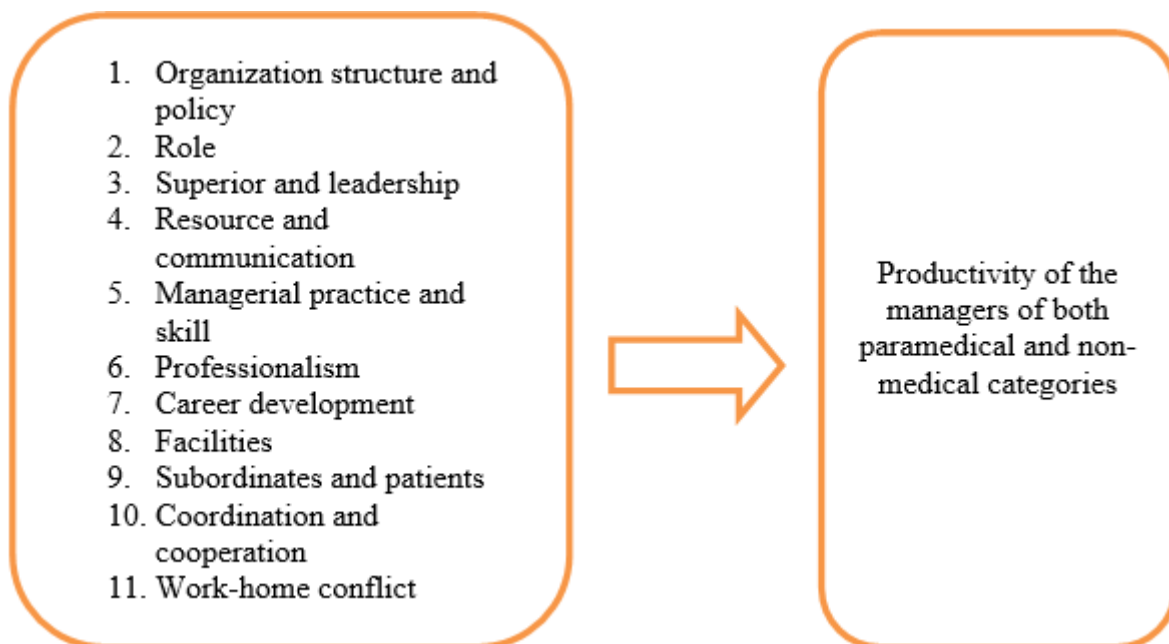 1. Organization structure and
policy
2. Role
3. Superior and leadership
4. Resource and
communication
5. Managerial practice and
skill
6. Professionalism
7. Career development
8. Facilities
9. Subordinates and patients
10. Coordination and
cooperation
11. Work-home conflict
Productivity of the
managers of both
paramedical and non-
medical categories